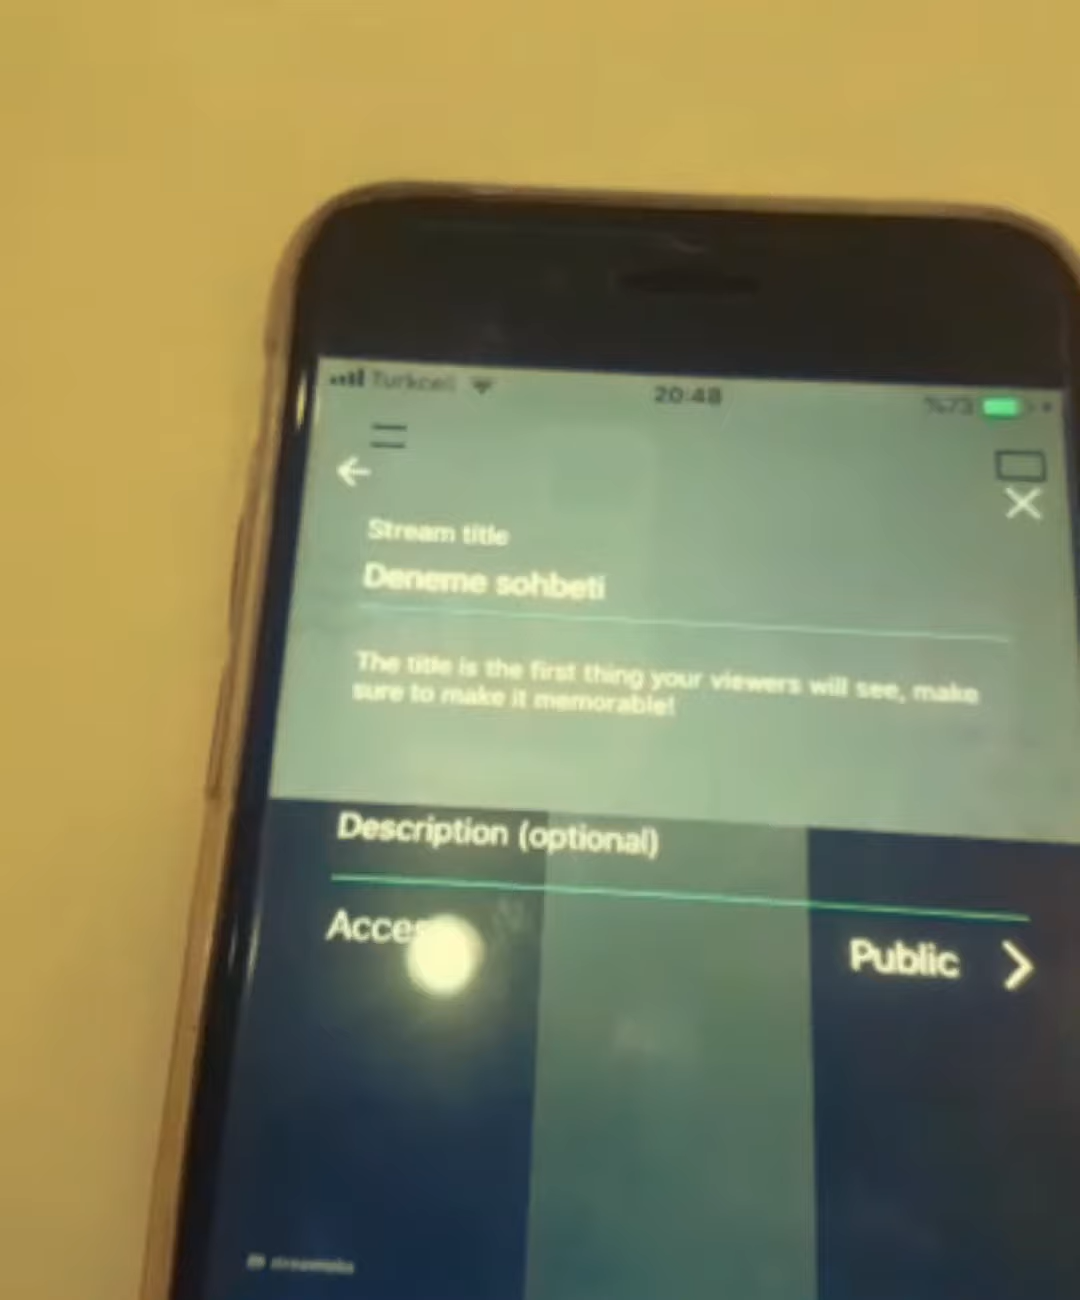 Turkcell
20:48
%73
Stream title
Deneme sohbeti
The title is the first thing your viewers will see, make
sure to make it memorable!
Description (optional)
Public